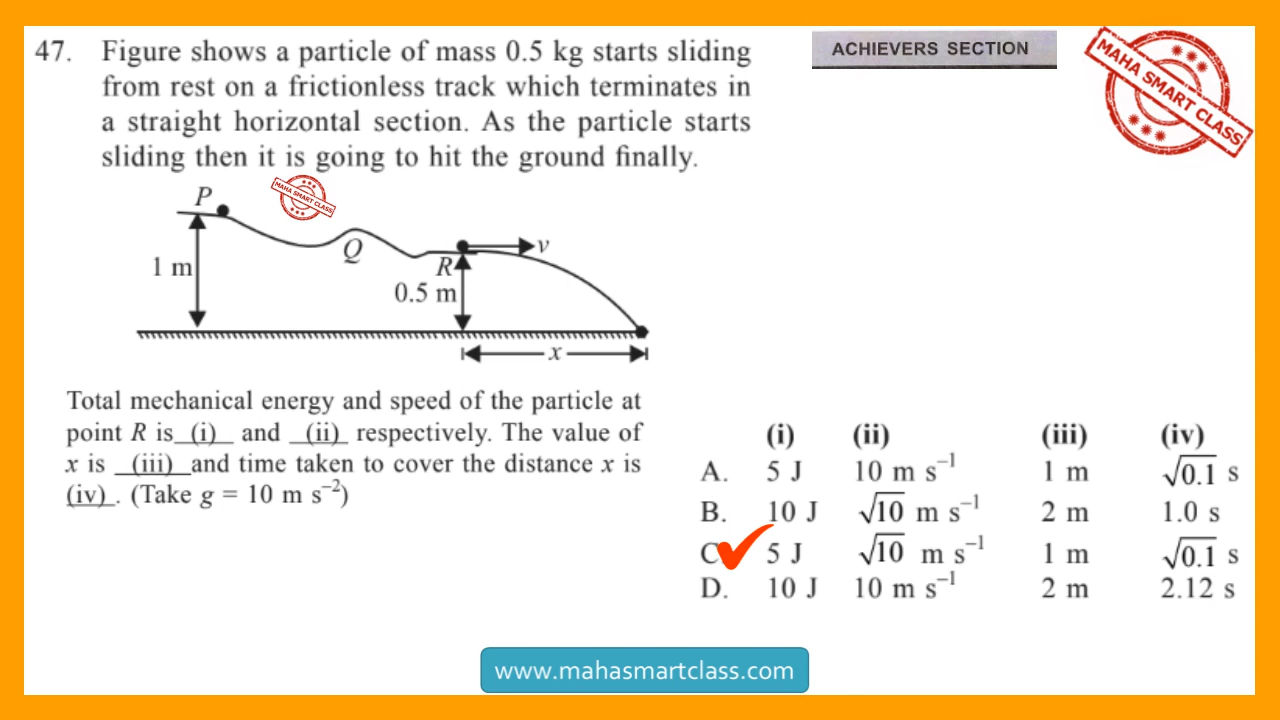 47. Figure shows a particle of mass 0.5 kg starts sliding
from rest on a frictionless track which terminates in
a straight horizontal section. As the particle starts
sliding then it is going to hit the ground finally.
ACHIEVERS SECTION
MAHA SMART CLASS
MAHA SMART CLASS
P
Q
v
1 m
R
0.5 m
x
Total mechanical energy and speed of the particle at
point R is (i) and (ii) respectively. The value of
x is (iii) and time taken to cover the distance x is
(iv). (Take g = 10 m s⁻²)
(i) (ii) (iii) (iv)
A. 5 J 10 m s⁻¹ 1 m √0.1 s
B. 10 J √10 m s⁻¹ 2 m 1.0 s
C. 5 J √10 m s⁻¹ 1 m √0.1 s
D. 10 J 10 m s⁻¹ 2 m 2.12 s
www.mahasmartclass.com